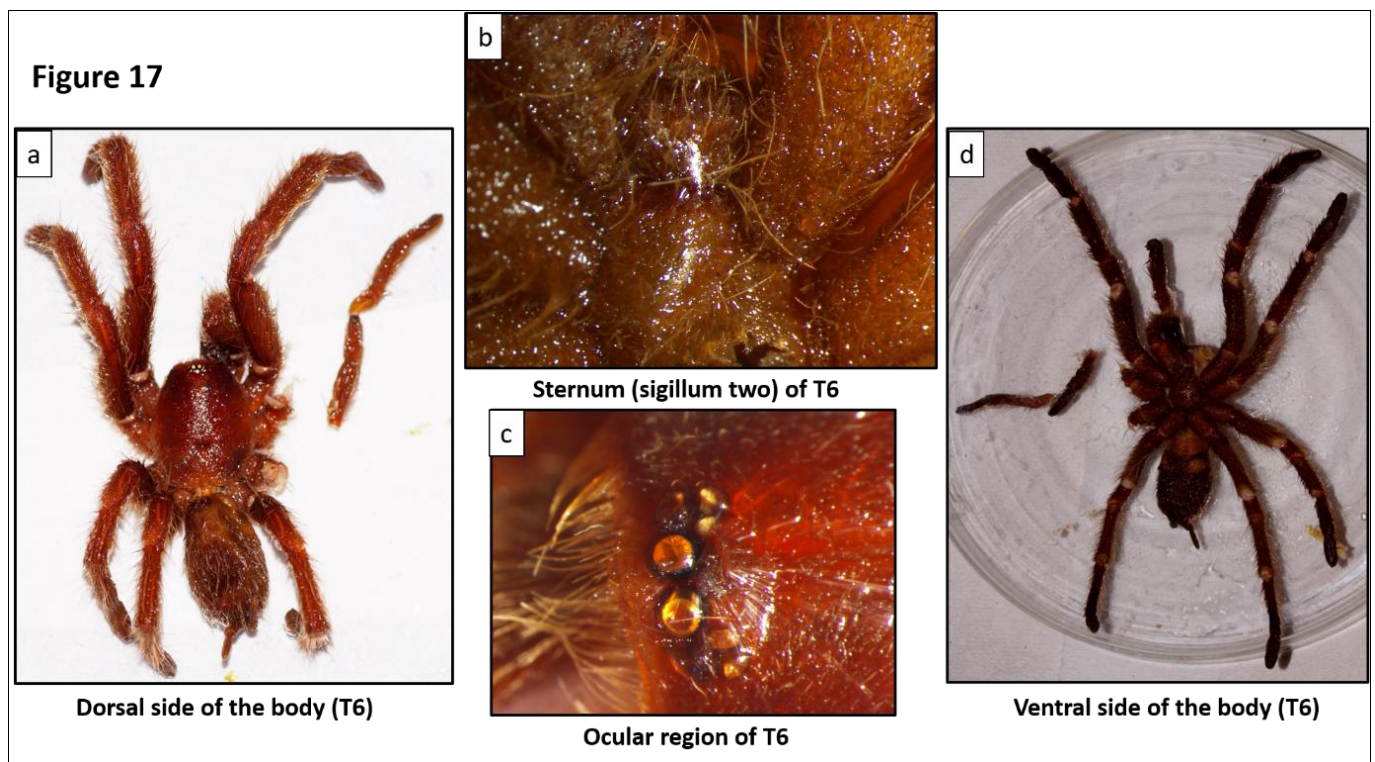 Figure 17
a
b
c
d
Dorsal side of the body (T6)
Sternum (sigillum two) of T6
Ocular region of T6
Ventral side of the body (T6)